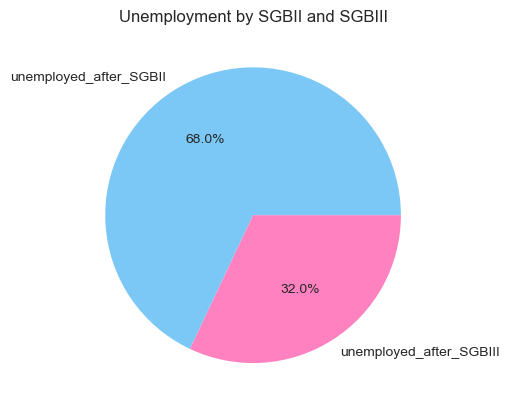 Unemployment by SGBII and SGBIII
unemployed_after_SGBII
68.0%
32.0%
unemployed_after_SGBIII